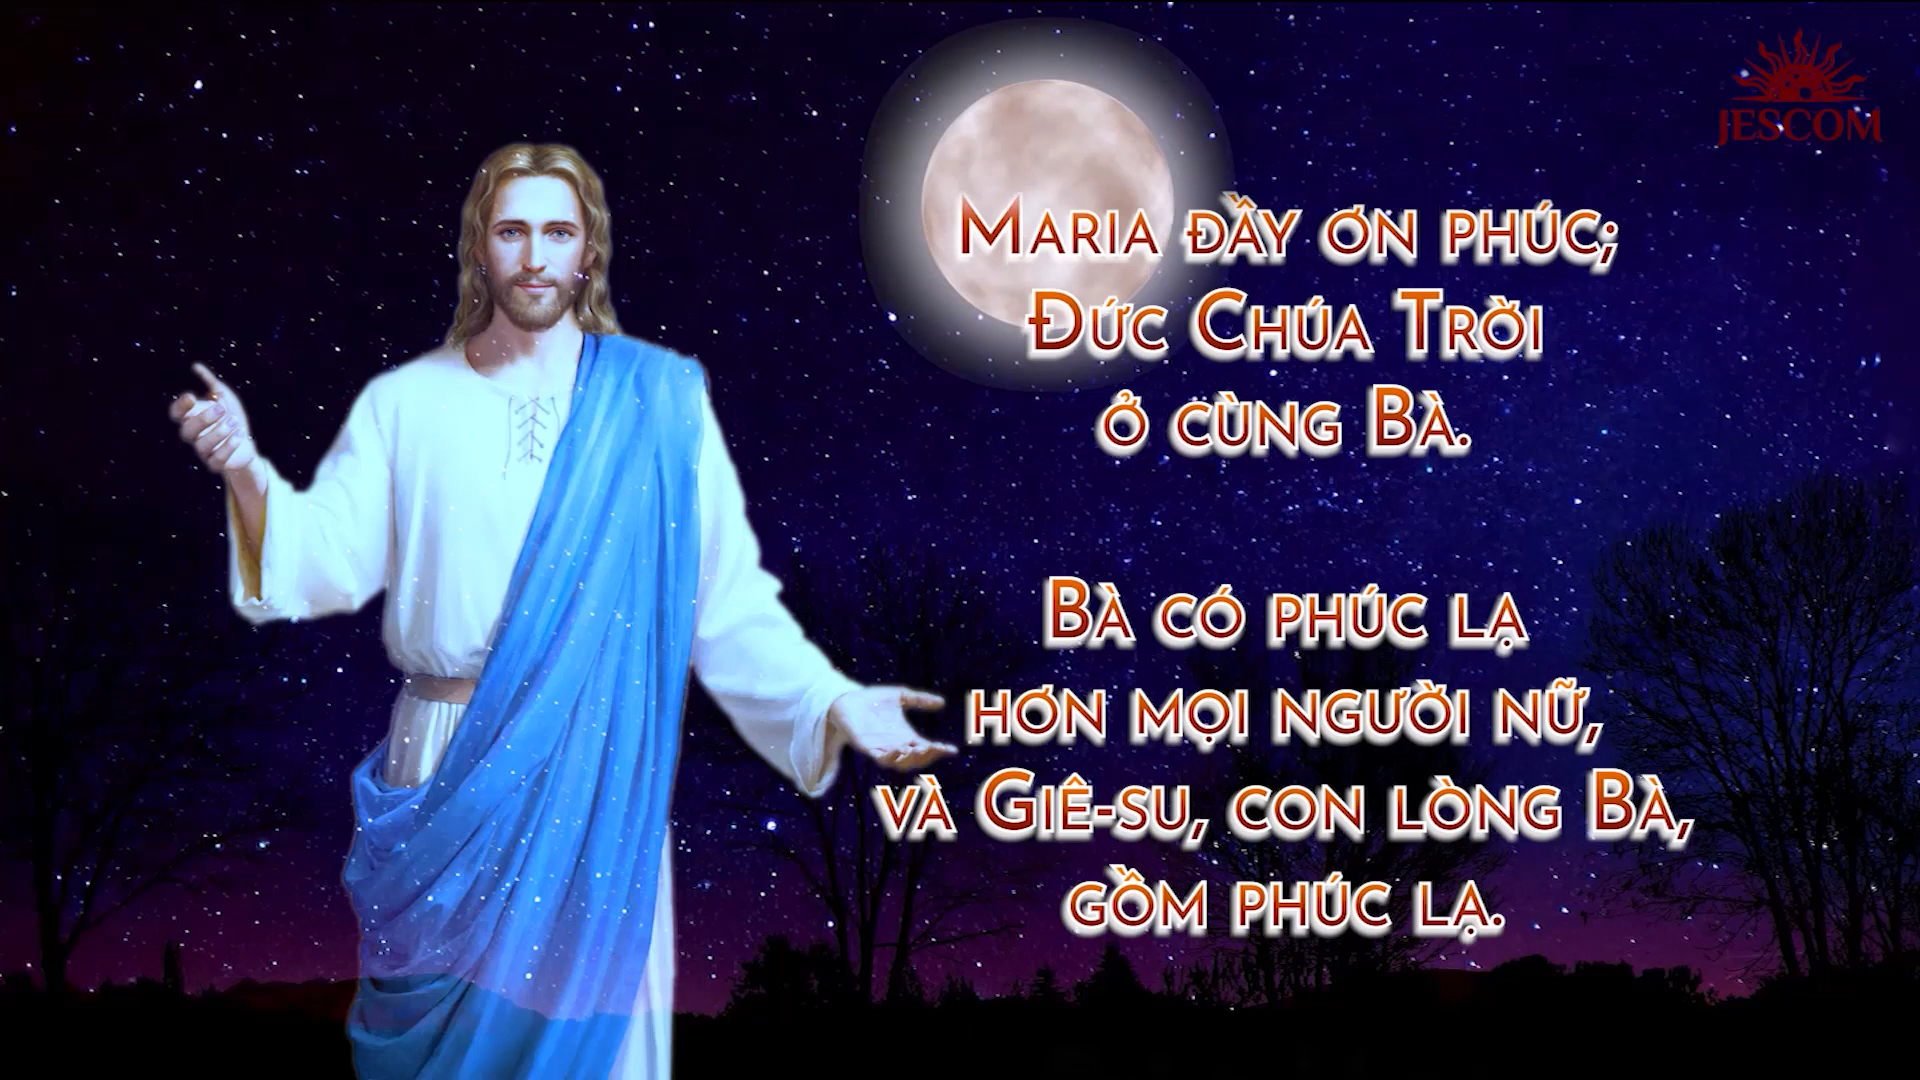 JESCOM
Maria đầy ơn phúc;
Đức Chúa Trời
ở cùng Bà.
Bà có phúc lạ
hơn mọi người nữ,
và Giê-su, con lòng Bà,
gồm phúc lạ.